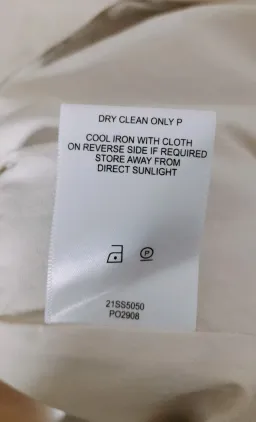 DRY CLEAN ONLY P
COOL IRON WITH CLOTH
ON REVERSE SIDE IF REQUIRED
STORE AWAY FROM
DIRECT SUNLIGHT
P
21SS5050
PO2908